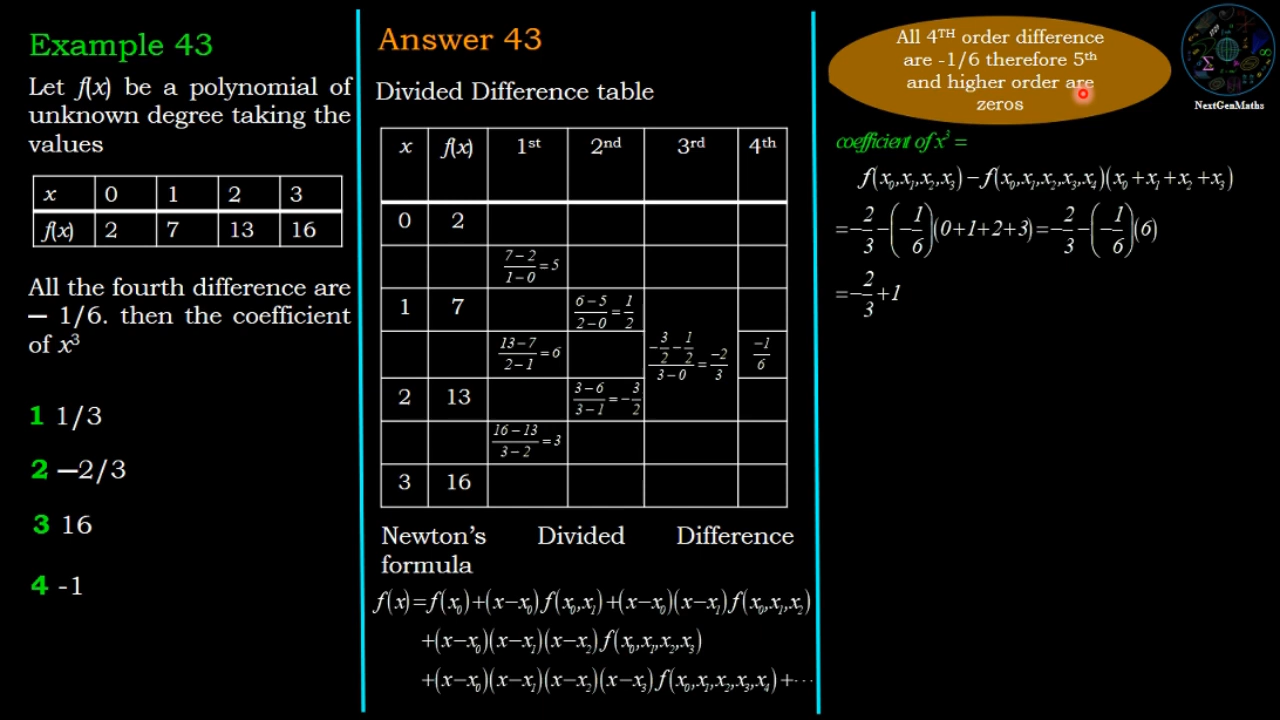 Example 43
Let f(x) be a polynomial of
unknown degree taking the
values
x 0 1 2 3
f(x) 2 7 13 16
All the fourth difference are
— 1/6. then the coefficient
of x³
1 1/3
2 —2/3
3 16
4 -1
Answer 43
Divided Difference table
x f(x) 1st 2nd 3rd 4th
0 2
(7−2)/(1−0)=5
1 7 (6−5)/(2−0)=1/2
(13−7)/(2−1)=6 (−3/2−1/2)/(3−0)=−2/3 −1/6
2 13 (3−6)/(3−1)=−3/2
(16−13)/(3−2)=3
3 16
Newton's Divided Difference
formula
f(x)=f(x₀)+(x−x₀)f(x₀,x₁)+(x−x₀)(x−x₁)f(x₀,x₁,x₂)
+(x−x₀)(x−x₁)(x−x₂)f(x₀,x₁,x₂,x₃)
+(x−x₀)(x−x₁)(x−x₂)(x−x₃)f(x₀,x₁,x₂,x₃,x₄)+⋯
All 4TH order difference
are -1/6 therefore 5th
and higher order are
zeros
NextGenMaths
coefficient of x³ =
f(x₀,x₁,x₂,x₃)−f(x₀,x₁,x₂,x₃,x₄)(x₀+x₁+x₂+x₃)
=−2/3−(−1/6)(0+1+2+3)=−2/3−(−1/6)(6)
=−2/3+1